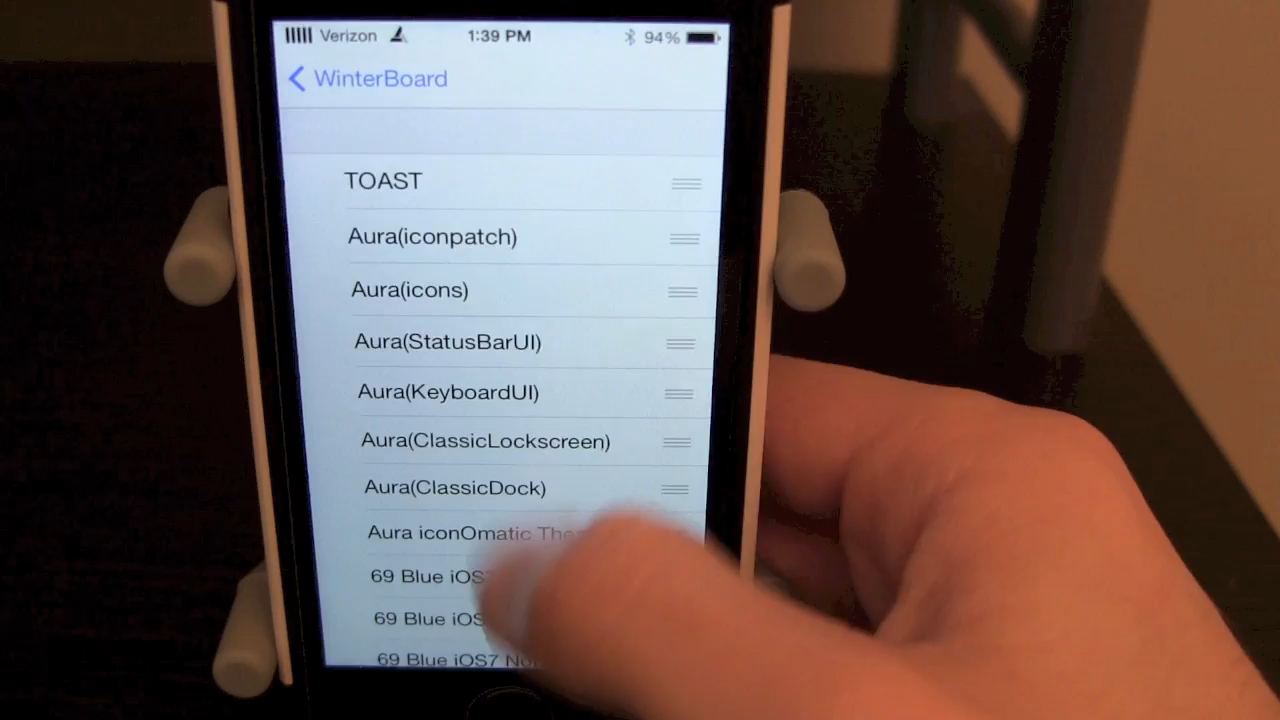 Verizon 1:39 PM 94%
WinterBoard
TOAST
Aura(iconpatch)
Aura(icons)
Aura(StatusBarUI)
Aura(KeyboardUI)
Aura(ClassicLockscreen)
Aura(ClassicDock)
Aura iconOmatic
69 Blue iOS7
69 Blue
69 Blue iOS7